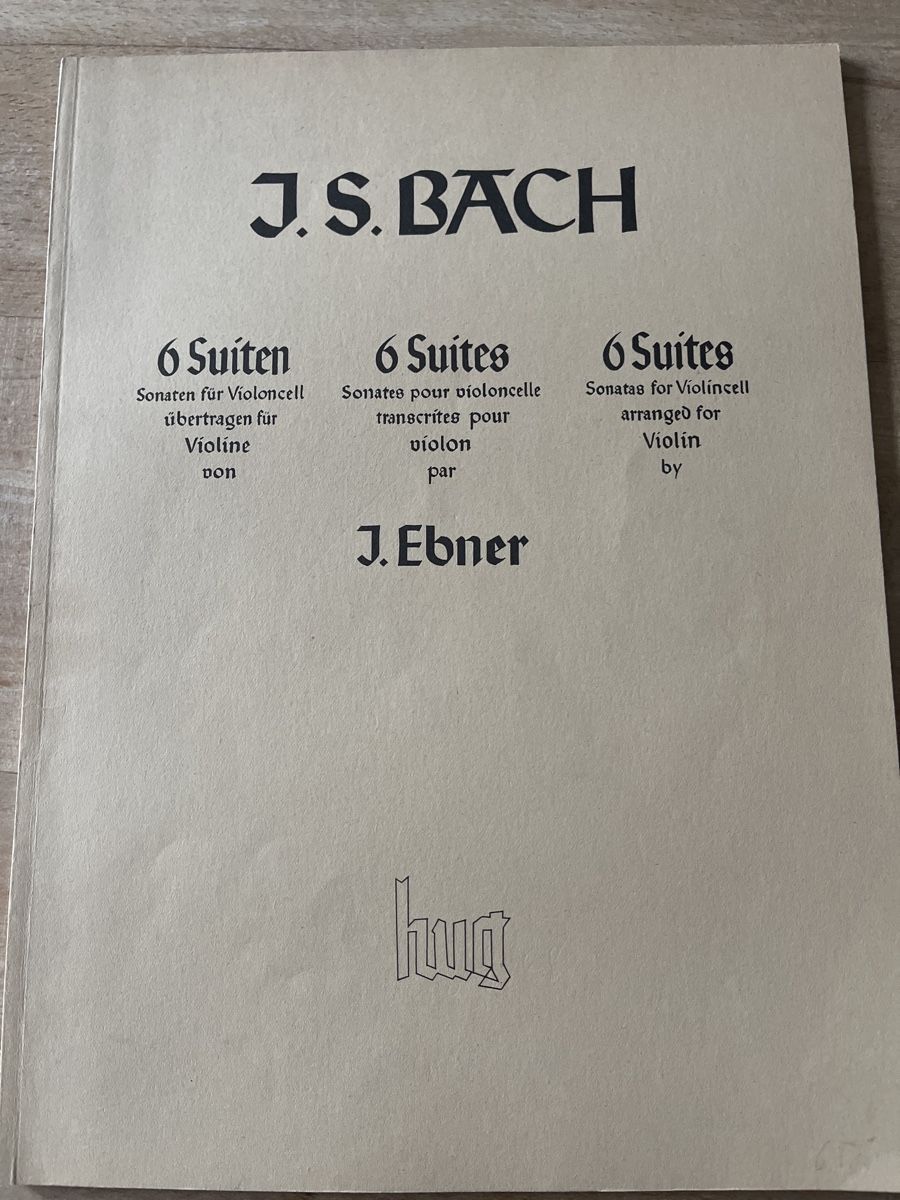 J. S. BACH
6 Suiten
Sonaten für Violoncell
übertragen für
Violine
von
6 Suites
Sonates pour violoncelle
transcrites pour
violon
par
6 Suites
Sonatas for Violincell
arranged for
Violin
by
J. Ebner
hug